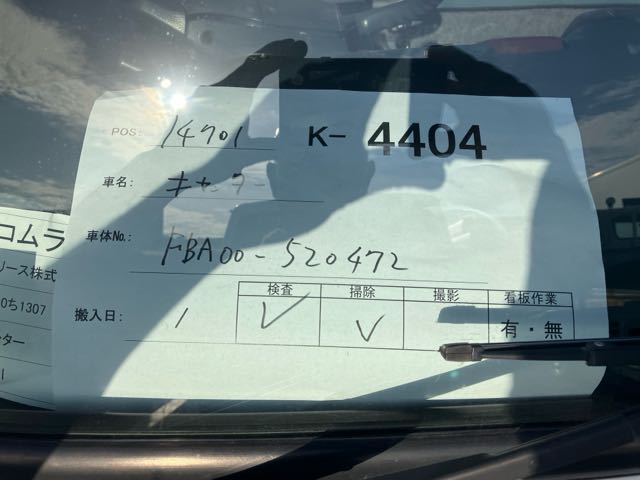 POS: 14701 K- 4404
車名: キャンター
車体No.: FBA00-520472
検査 掃除 撮影 看板作業
搬入日: 1 ✓ ✓ 有・無
コムラ
リース株式
0ち1307
ター